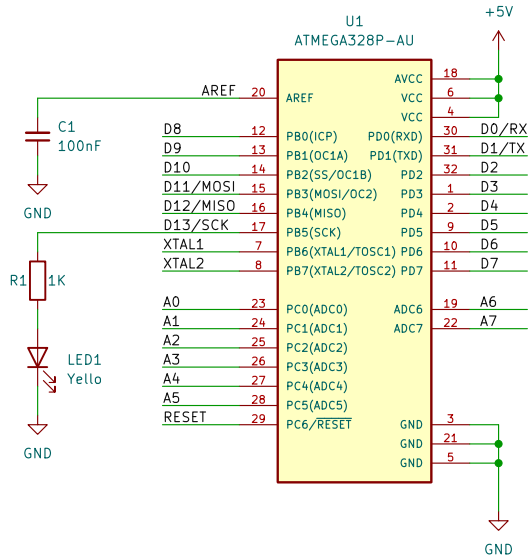 +5V
U1
ATMEGA328P-AU
AVCC 18
AREF 20 AREF VCC 6
VCC 4
C1
100nF
D8 12 PB0(ICP) PD0(RXD) 30 D0/RX
D9 13 PB1(OC1A) PD1(TXD) 31 D1/TX
D10 14 PB2(SS/OC1B) PD2 32 D2
D11/MOSI 15 PB3(MOSI/OC2) PD3 1 D3
GND
D12/MISO 16 PB4(MISO) PD4 2 D4
D13/SCK 17 PB5(SCK) PD5 9 D5
XTAL1 7 PB6(XTAL1/TOSC1) PD6 10 D6
XTAL2 8 PB7(XTAL2/TOSC2) PD7 11 D7
R1 1K
A0 23 PC0(ADC0) ADC6 19 A6
A1 24 PC1(ADC1) ADC7 22 A7
A2 25 PC2(ADC2)
A3 26 PC3(ADC3)
LED1
Yello
A4 27 PC4(ADC4)
A5 28 PC5(ADC5)
RESET 29 PC6/RESET GND 3
GND 21
GND
GND 5
GND